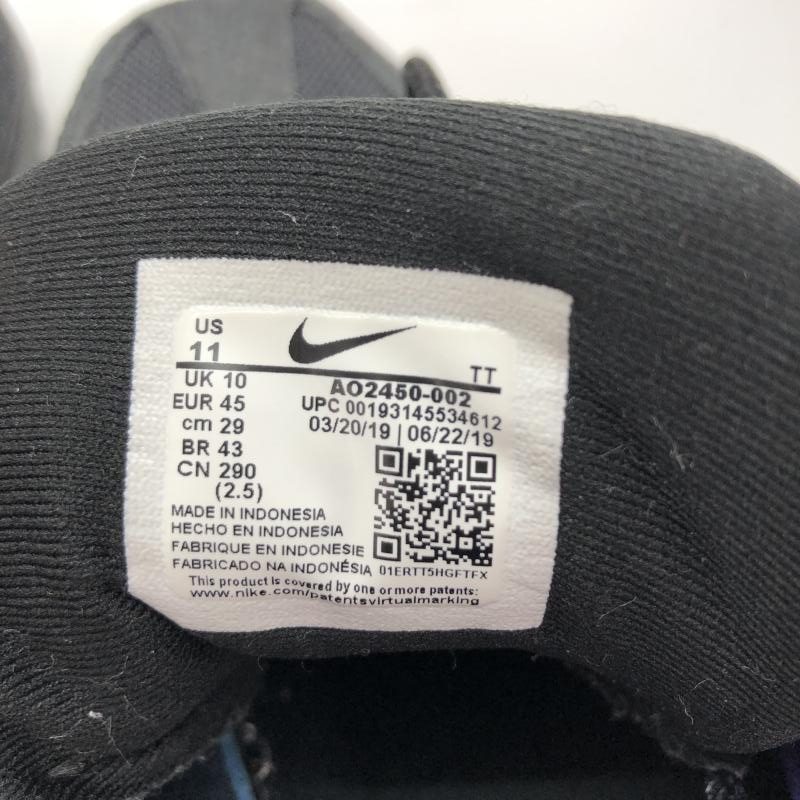 US
11
TT
UK 10
AO2450-002
EUR 45
UPC 00193145534612
cm 29
03/20/19 | 06/22/19
BR 43
CN 290
(2.5)
MADE IN INDONESIA
HECHO EN INDONESIA
FABRIQUE EN INDONESIE
FABRICADO NA INDONÉSIA 01ERTT5HGFTFX
This product is covered by one or more patents:
www.nike.com/patentsvirtualmarking